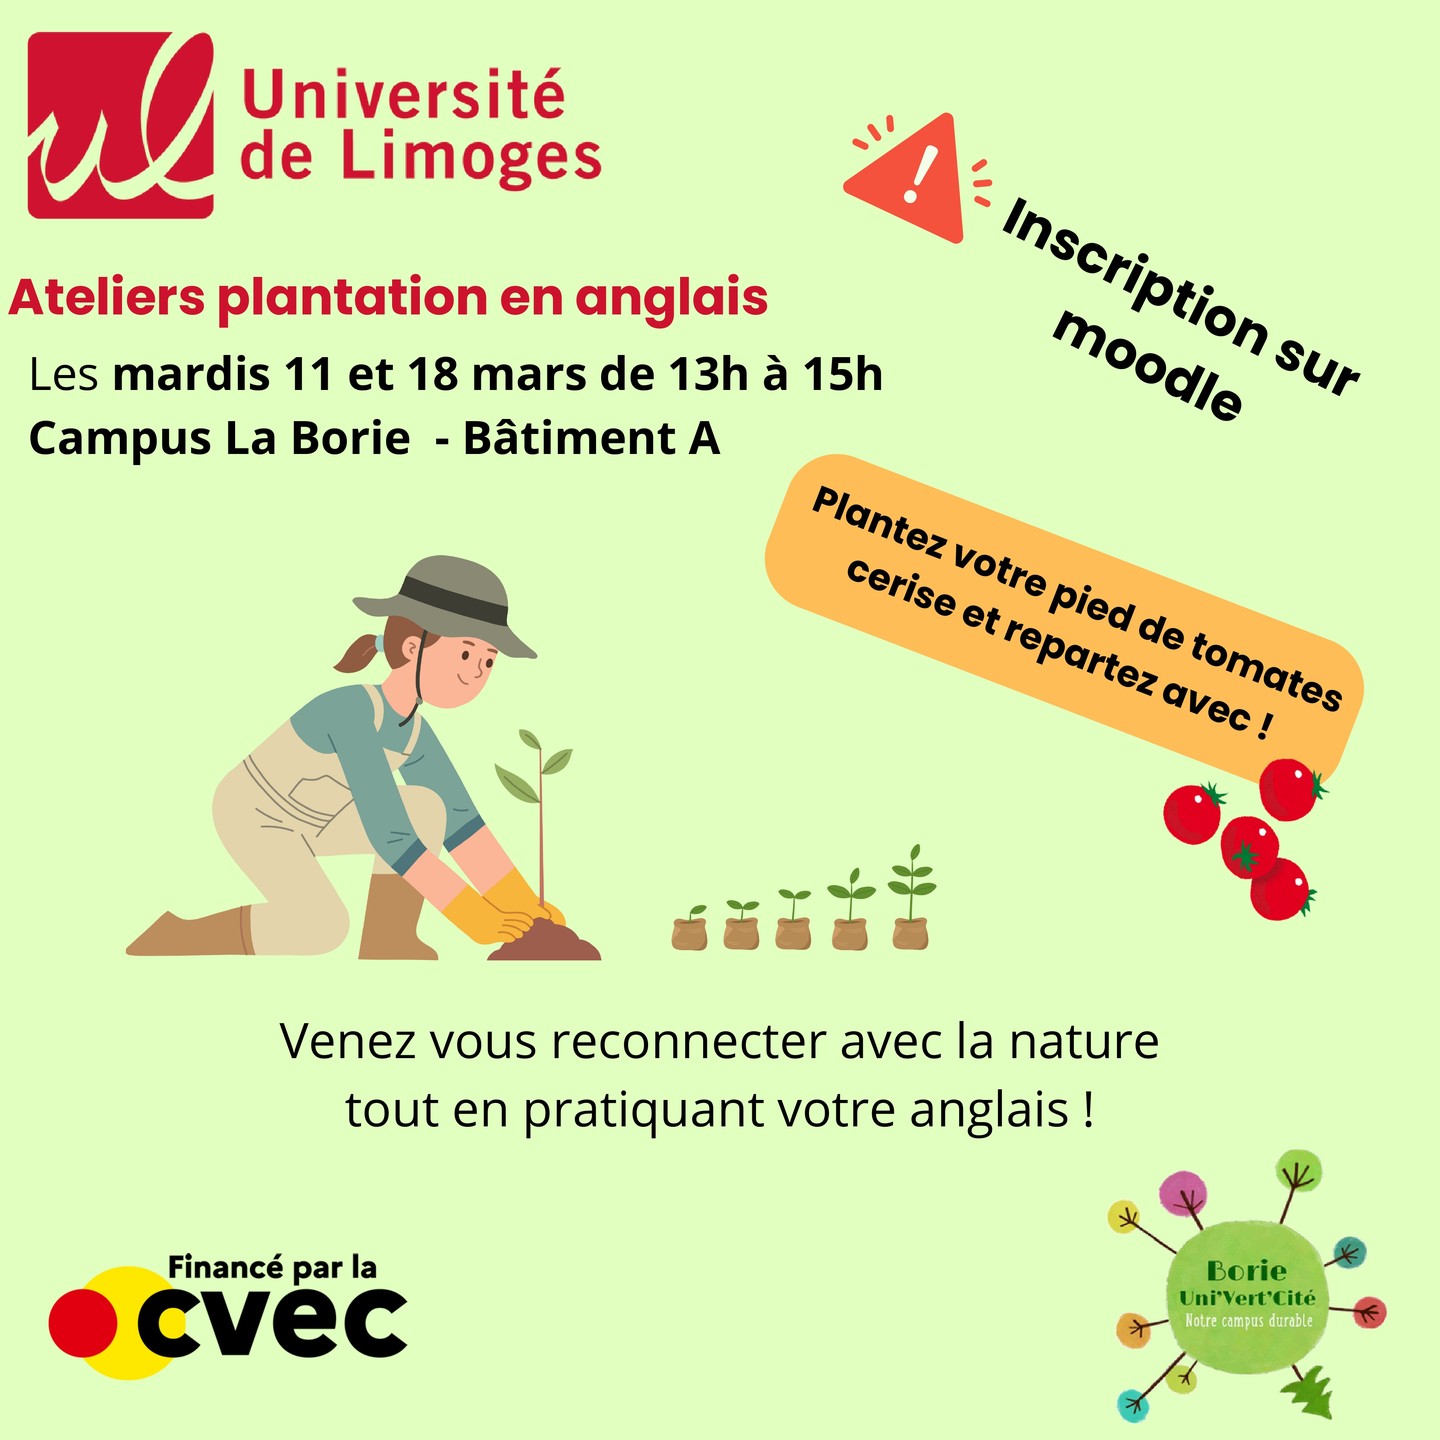 Université
de Limoges
Inscription sur
moodle
Ateliers plantation en anglais
Les mardis 11 et 18 mars de 13h à 15h
Campus La Borie - Bâtiment A
Plantez votre pied de tomates
cerise et repartez avec !
Venez vous reconnecter avec la nature
tout en pratiquant votre anglais !
Financé par la
cvec
Borie
Uni'Vert'Cité
Notre campus durable